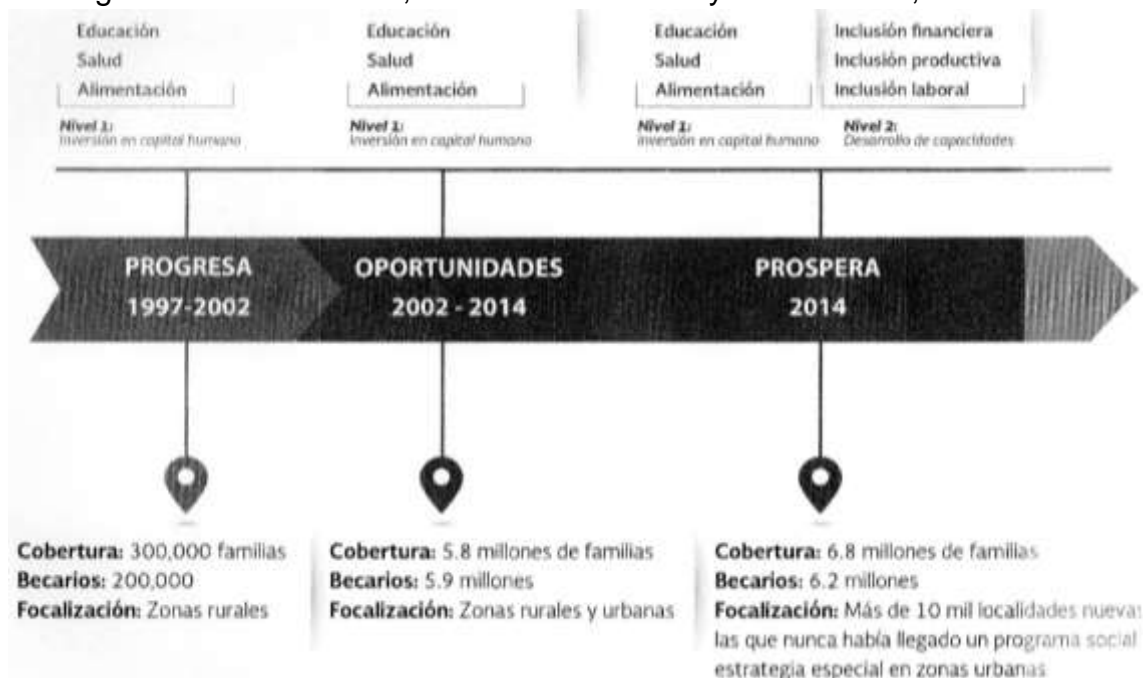 Educación
Salud
Alimentación
Nivel 1:
Inversión en capital humano
Educación
Salud
Alimentación
Nivel 1:
Inversión en capital humano
Educación
Salud
Alimentación
Nivel 1:
Inversión en capital humano
Inclusión financiera
Inclusión productiva
Inclusión laboral
Nivel 2:
Desarrollo de capacidades
PROGRESA
1997-2002
OPORTUNIDADES
2002 - 2014
PROSPERA
2014
Cobertura: 300,000 familias
Becarios: 200,000
Focalización: Zonas rurales
Cobertura: 5.8 millones de familias
Becarios: 5.9 millones
Focalización: Zonas rurales y urbanas
Cobertura: 6.8 millones de familias
Becarios: 6.2 millones
Focalización: Más de 10 mil localidades nueva
las que nunca había llegado un programa social
estrategia especial en zonas urbanas